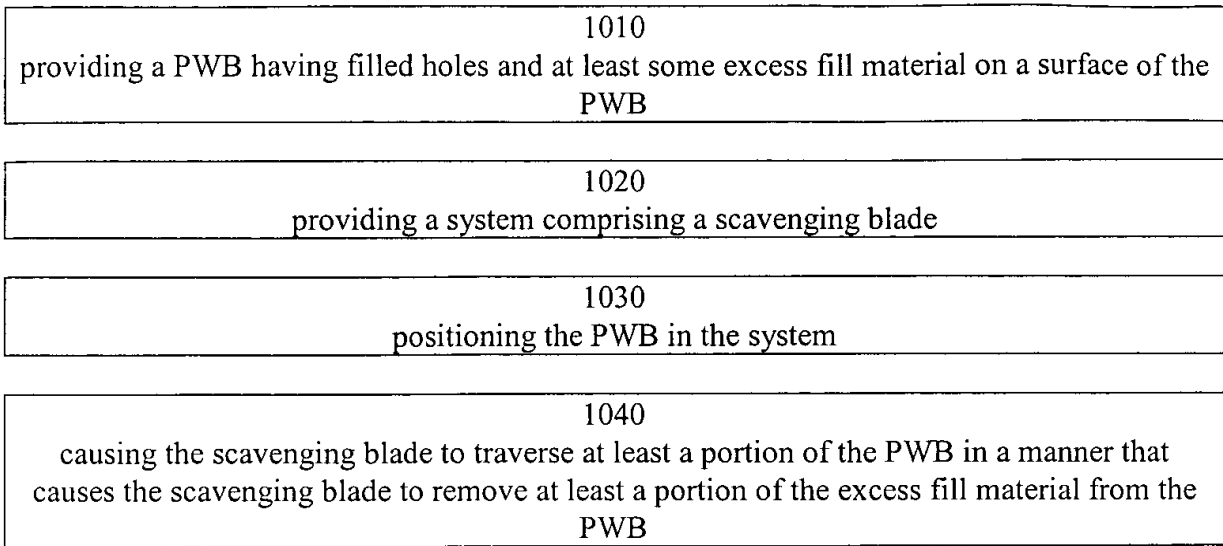 1010
providing a PWB having filled holes and at least some excess fill material on a surface of the
PWB
1020
providing a system comprising a scavenging blade
1030
positioning the PWB in the system
1040
causing the scavenging blade to traverse at least a portion of the PWB in a manner that
causes the scavenging blade to remove at least a portion of the excess fill material from the
PWB